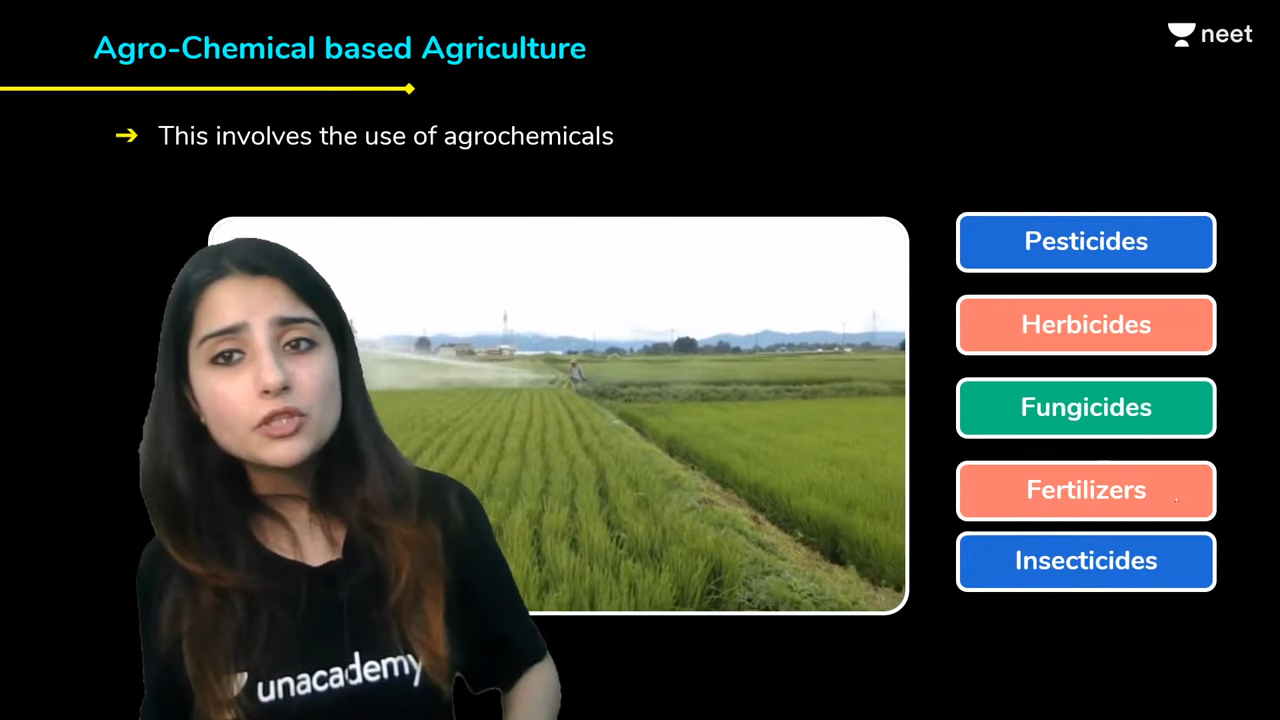 Agro-Chemical based Agriculture
neet
➔ This involves the use of agrochemicals
Pesticides
Herbicides
Fungicides
Fertilizers
Insecticides
unacademy